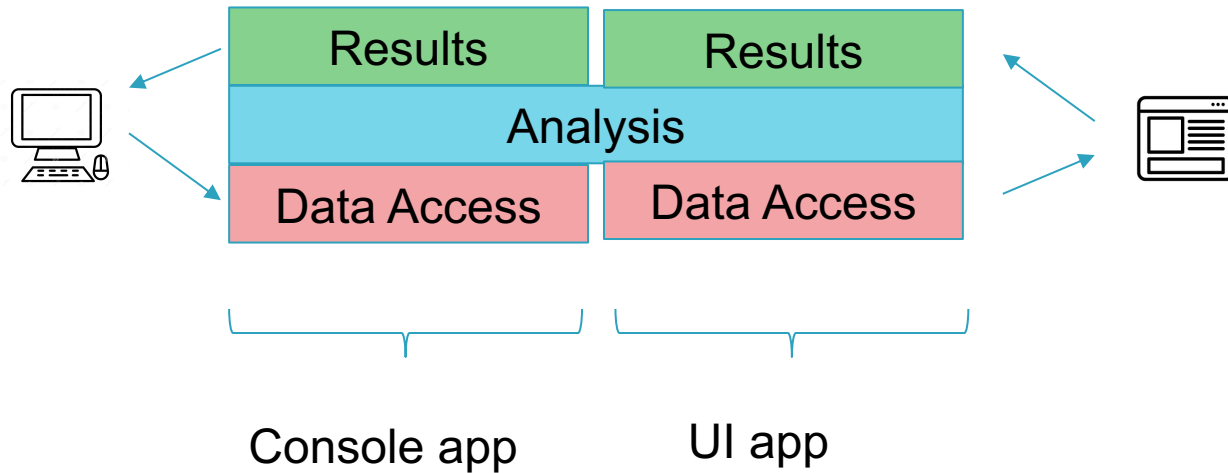 Results
Results
Analysis
Data Access
Data Access
Console app
UI app